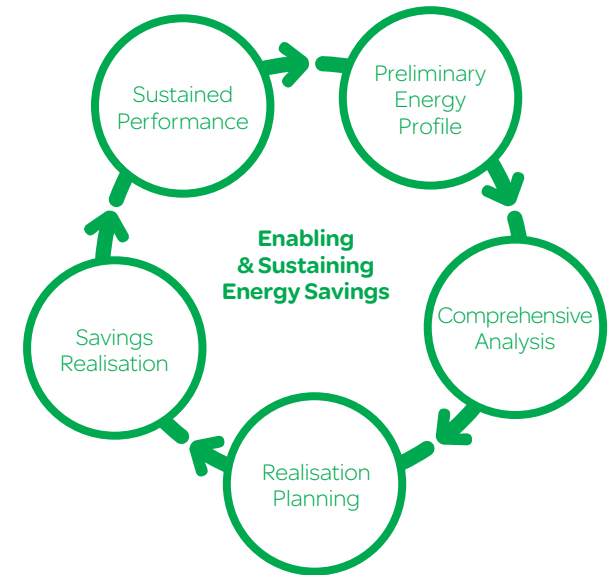 Sustained
Performance
Preliminary
Energy
Profile
Enabling
& Sustaining
Energy Savings
Comprehensive
Analysis
Savings
Realisation
Realisation
Planning